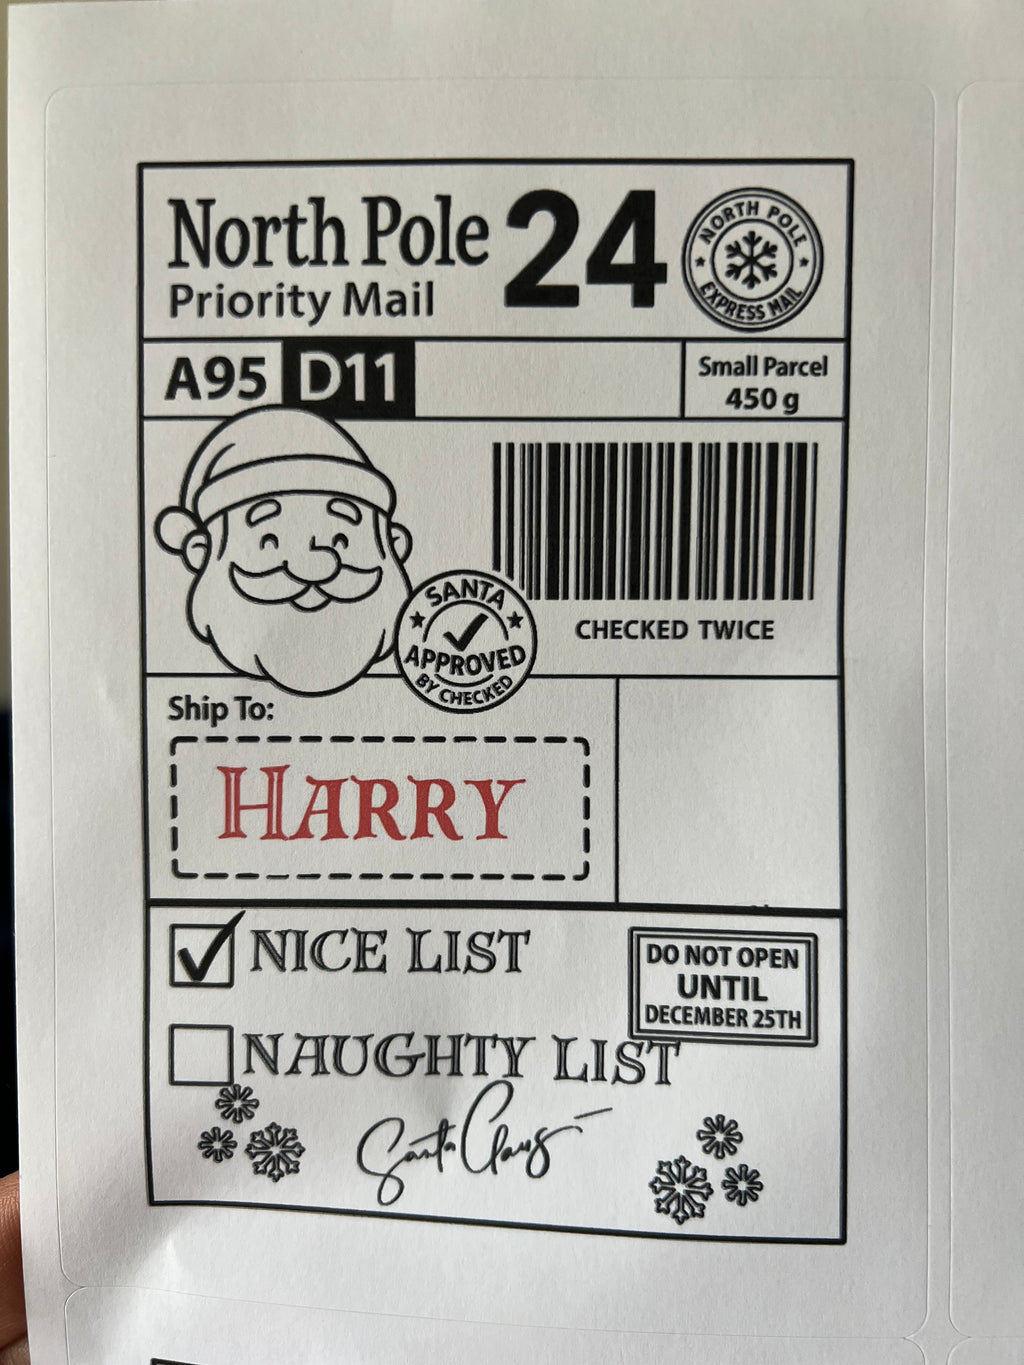 North Pole
Priority Mail
24
NORTH POLE
EXPRESS MAIL
A95 D11
Small Parcel
450 g
SANTA
APPROVED
BY CHECKED
CHECKED TWICE
Ship To:
HARRY
NICE LIST
DO NOT OPEN
UNTIL
DECEMBER 25TH
NAUGHTY LIST
Santa Claus